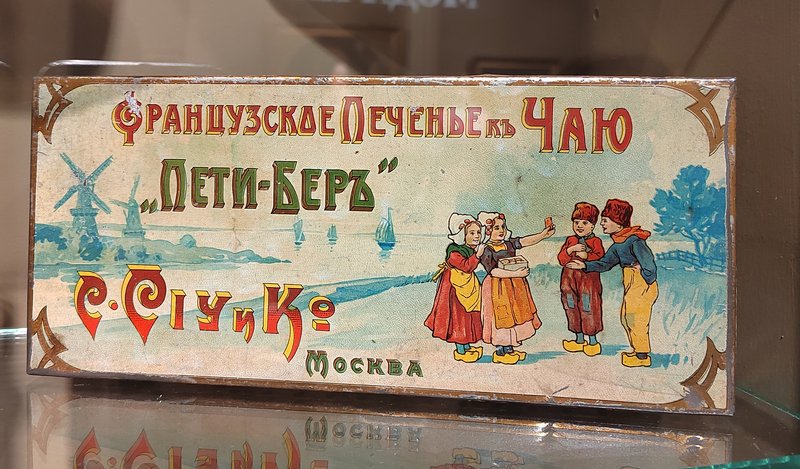 Французское Печенье къ Чаю
„Пети-Беръ”
С. Сіу и Ко
Москва